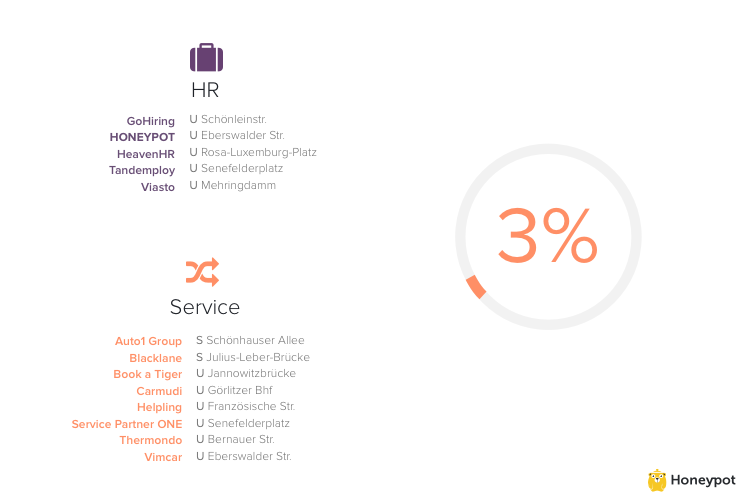 HR
GoHiring U Schönleinstr.
HONEYPOT U Eberswalder Str.
HeavenHR U Rosa-Luxemburg-Platz
Tandemploy U Senefelderplatz
Viasto U Mehringdamm
3%
Service
Auto1 Group S Schönhauser Allee
Blacklane S Julius-Leber-Brücke
Book a Tiger U Jannowitzbrücke
Carmudi U Görlitzer Bhf
Helpling U Französische Str.
Service Partner ONE U Senefelderplatz
Thermondo U Bernauer Str.
Vimcar U Eberswalder Str.
Honeypot